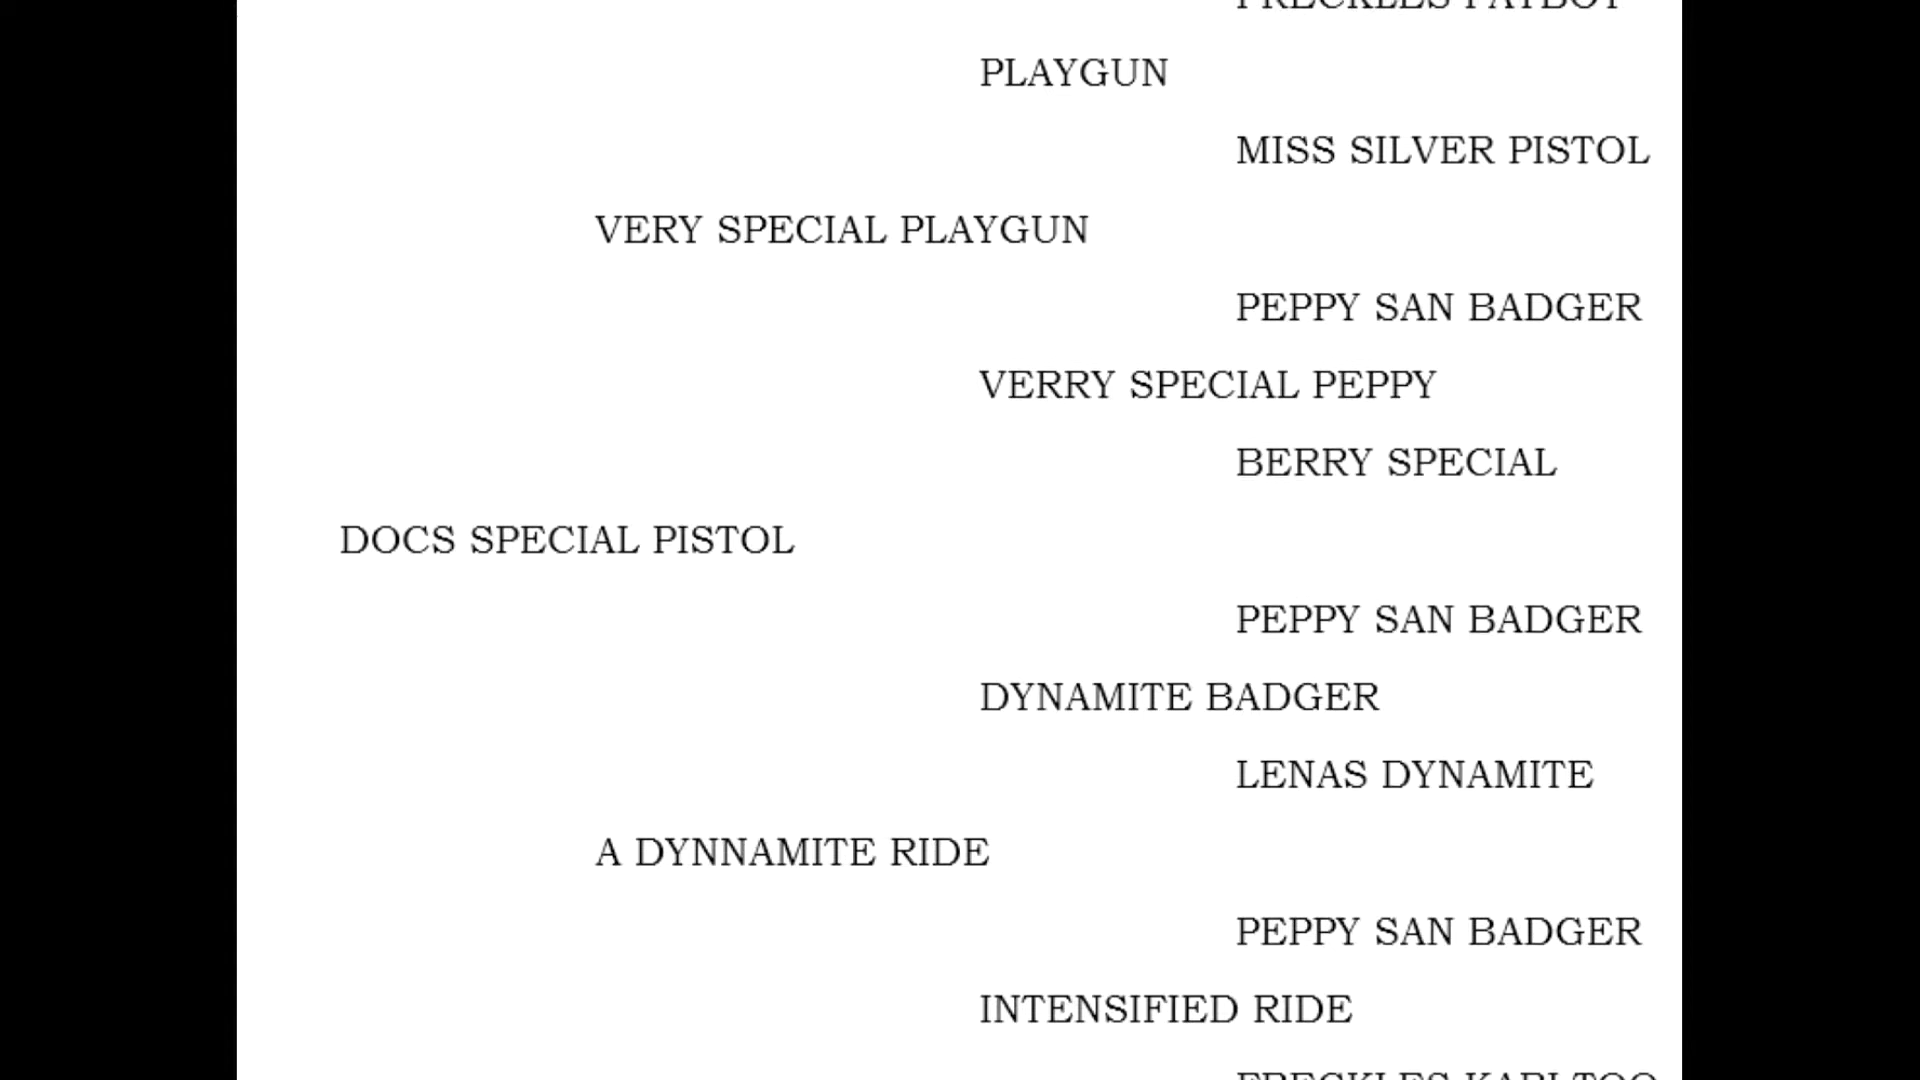 PLAYGUN
MISS SILVER PISTOL
VERY SPECIAL PLAYGUN
PEPPY SAN BADGER
VERRY SPECIAL PEPPY
BERRY SPECIAL
DOCS SPECIAL PISTOL
PEPPY SAN BADGER
DYNAMITE BADGER
LENAS DYNAMITE
A DYNNAMITE RIDE
PEPPY SAN BADGER
INTENSIFIED RIDE